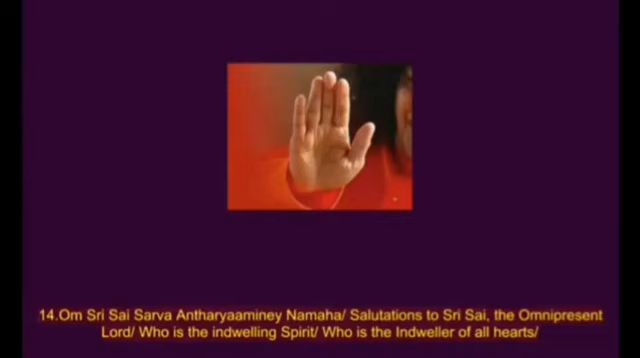 14.Om Sri Sai Sarva Antharyaaminey Namaha/ Salutations to Sri Sai, the Omnipresent
Lord/ Who is the indwelling Spirit/ Who is the Indweller of all hearts/